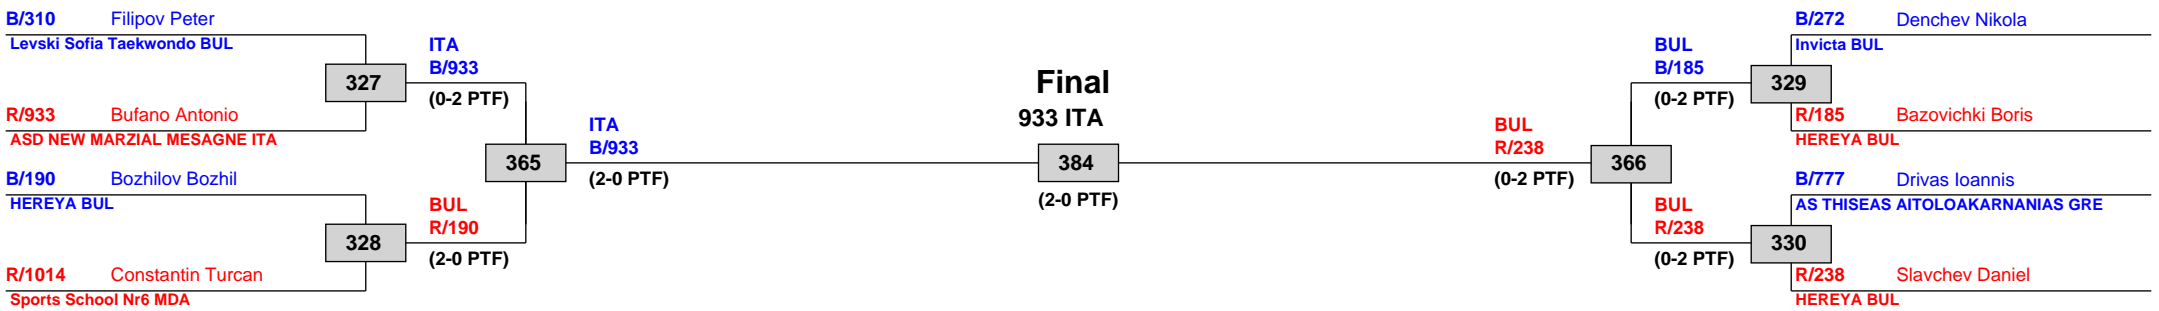 B/310 Filipov Peter
Levski Sofia Taekwondo BUL
R/933 Bufano Antonio
ASD NEW MARZIAL MESAGNE ITA
B/190 Bozhilov Bozhil
HEREYA BUL
R/1014 Constantin Turcan
Sports School Nr6 MDA
327
328
ITA
B/933
(0-2 PTF)
BUL
R/190
(2-0 PTF)
365
ITA
B/933
(2-0 PTF)
Final
933 ITA
384
(2-0 PTF)
BUL
R/238
(0-2 PTF)
366
BUL
B/185
(0-2 PTF)
BUL
R/238
(0-2 PTF)
329
330
B/272 Denchev Nikola
Invicta BUL
R/185 Bazovichki Boris
HEREYA BUL
B/777 Drivas Ioannis
AS THISEAS AITOLOAKARNANIAS GRE
R/238 Slavchev Daniel
HEREYA BUL